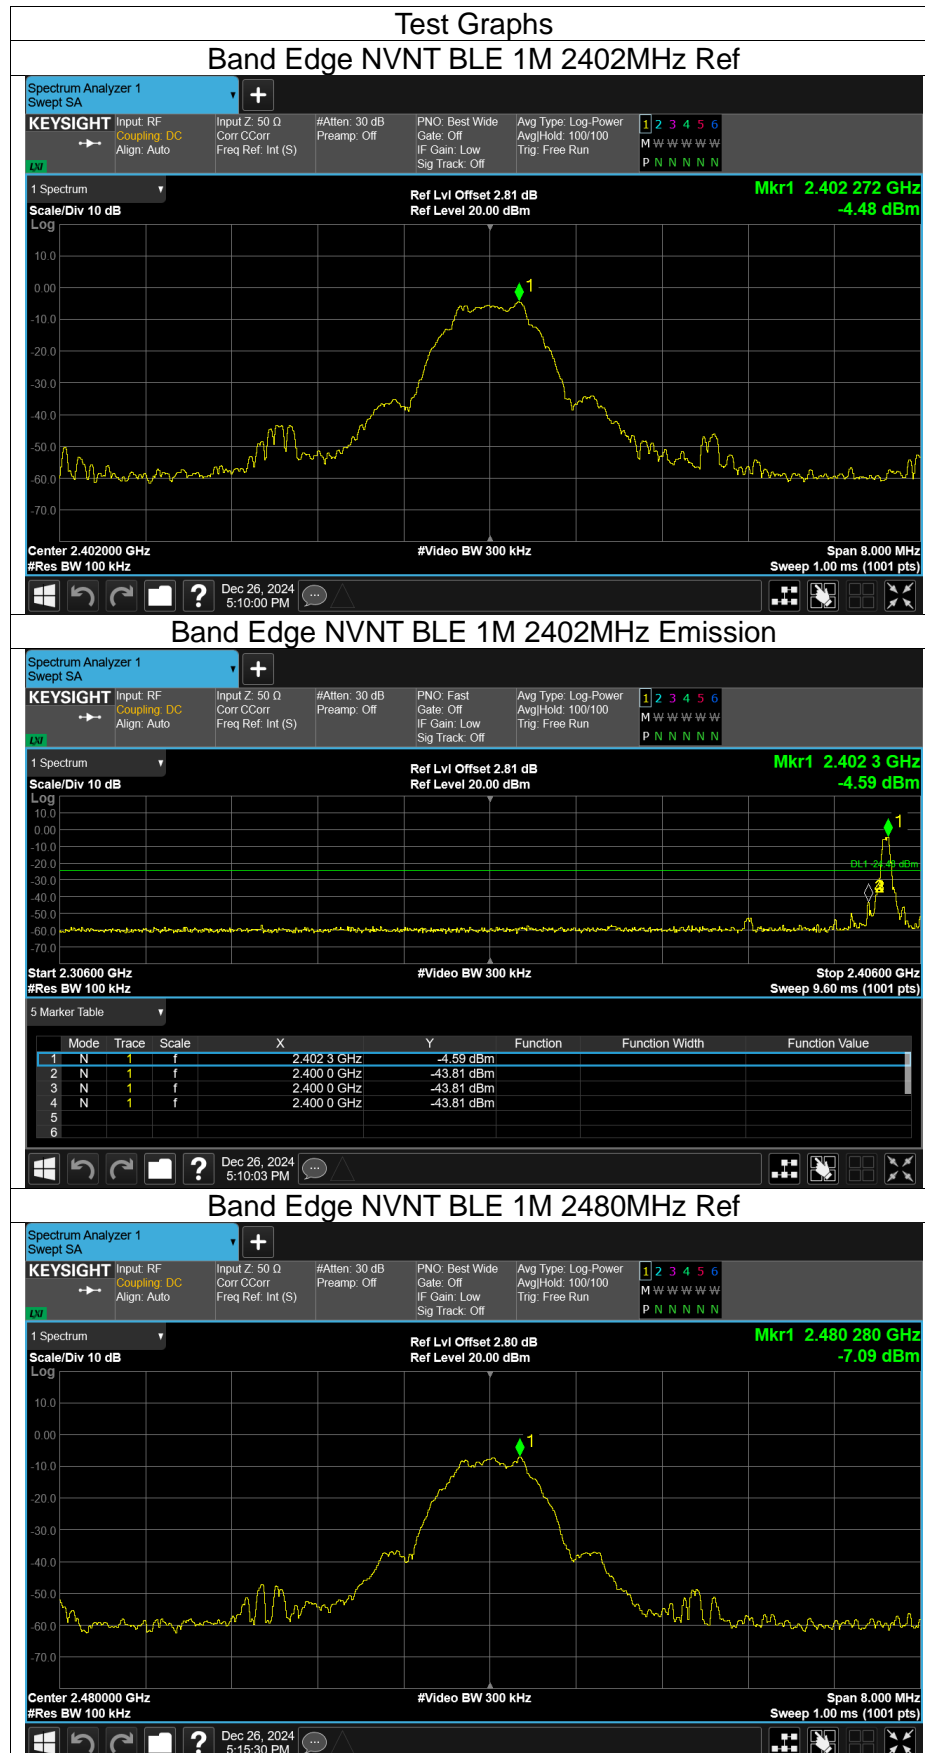 Test Graphs
Band Edge NVNT BLE 1M 2402MHz Ref
Spectrum Analyzer 1
Swept SA
+
KEYSIGHT Input: RF Input Z: 50 Ω #Atten: 30 dB PNO: Best Wide Avg Type: Log-Power 1 2 3 4 5 6
Coupling: DC Corr CCorr Preamp: Off Gate: Off Avg|Hold: 100/100 M W W W W W
Align: Auto Freq Ref: Int (S) IF Gain: Low Trig: Free Run
LXI Sig Track: Off P N N N N N
1 Spectrum Ref Lvl Offset 2.81 dB Mkr1 2.402 272 GHz
Scale/Div 10 dB Ref Level 20.00 dBm -4.48 dBm
Log
10.0
0.00
1
-10.0
-20.0
-30.0
-40.0
-50.0
-60.0
-70.0
Center 2.402000 GHz #Video BW 300 kHz Span 8.000 MHz
#Res BW 100 kHz Sweep 1.00 ms (1001 pts)
? Dec 26, 2024
5:10:00 PM
Band Edge NVNT BLE 1M 2402MHz Emission
Spectrum Analyzer 1
Swept SA
+
KEYSIGHT Input: RF Input Z: 50 Ω #Atten: 30 dB PNO: Fast Avg Type: Log-Power 1 2 3 4 5 6
Coupling: DC Corr CCorr Preamp: Off Gate: Off Avg|Hold: 100/100 M W W W W W
Align: Auto Freq Ref: Int (S) IF Gain: Low Trig: Free Run
LXI Sig Track: Off P N N N N N
1 Spectrum Ref Lvl Offset 2.81 dB Mkr1 2.402 3 GHz
Scale/Div 10 dB Ref Level 20.00 dBm -4.59 dBm
Log
10.0
1
0.00
-10.0
-20.0 DL1 -24.48 dBm
-30.0
-40.0
-50.0
-60.0
-70.0
Start 2.30600 GHz #Video BW 300 kHz Stop 2.40600 GHz
#Res BW 100 kHz Sweep 9.60 ms (1001 pts)
5 Marker Table
Mode Trace Scale X Y Function Function Width Function Value
1 N 1 f 2.402 3 GHz -4.59 dBm
2 N 1 f 2.400 0 GHz -43.81 dBm
3 N 1 f 2.400 0 GHz -43.81 dBm
4 N 1 f 2.400 0 GHz -43.81 dBm
5
6
? Dec 26, 2024
5:10:03 PM
Band Edge NVNT BLE 1M 2480MHz Ref
Spectrum Analyzer 1
Swept SA
+
KEYSIGHT Input: RF Input Z: 50 Ω #Atten: 30 dB PNO: Best Wide Avg Type: Log-Power 1 2 3 4 5 6
Coupling: DC Corr CCorr Preamp: Off Gate: Off Avg|Hold: 100/100 M W W W W W
Align: Auto Freq Ref: Int (S) IF Gain: Low Trig: Free Run
LXI Sig Track: Off P N N N N N
1 Spectrum Ref Lvl Offset 2.80 dB Mkr1 2.480 280 GHz
Scale/Div 10 dB Ref Level 20.00 dBm -7.09 dBm
Log
10.0
0.00
1
-10.0
-20.0
-30.0
-40.0
-50.0
-60.0
-70.0
Center 2.480000 GHz #Video BW 300 kHz Span 8.000 MHz
#Res BW 100 kHz Sweep 1.00 ms (1001 pts)
? Dec 26, 2024
5:15:30 PM